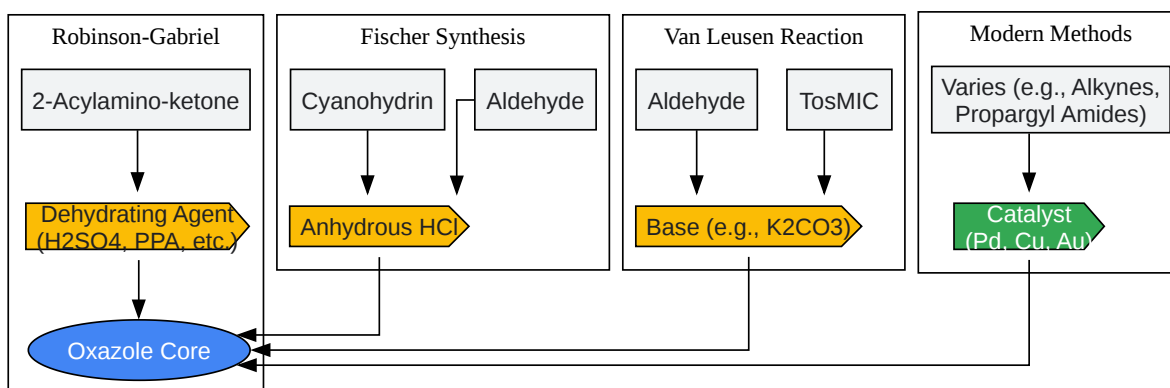 Robinson-Gabriel
2-Acylamino-ketone
Dehydrating Agent
(H2SO4, PPA, etc.)
Oxazole Core
Fischer Synthesis
Cyanohydrin
Aldehyde
Anhydrous HCl
Van Leusen Reaction
Aldehyde
TosMIC
Base (e.g., K2CO3)
Modern Methods
Varies (e.g., Alkynes,
Propargyl Amides)
Catalyst
(Pd, Cu, Au)